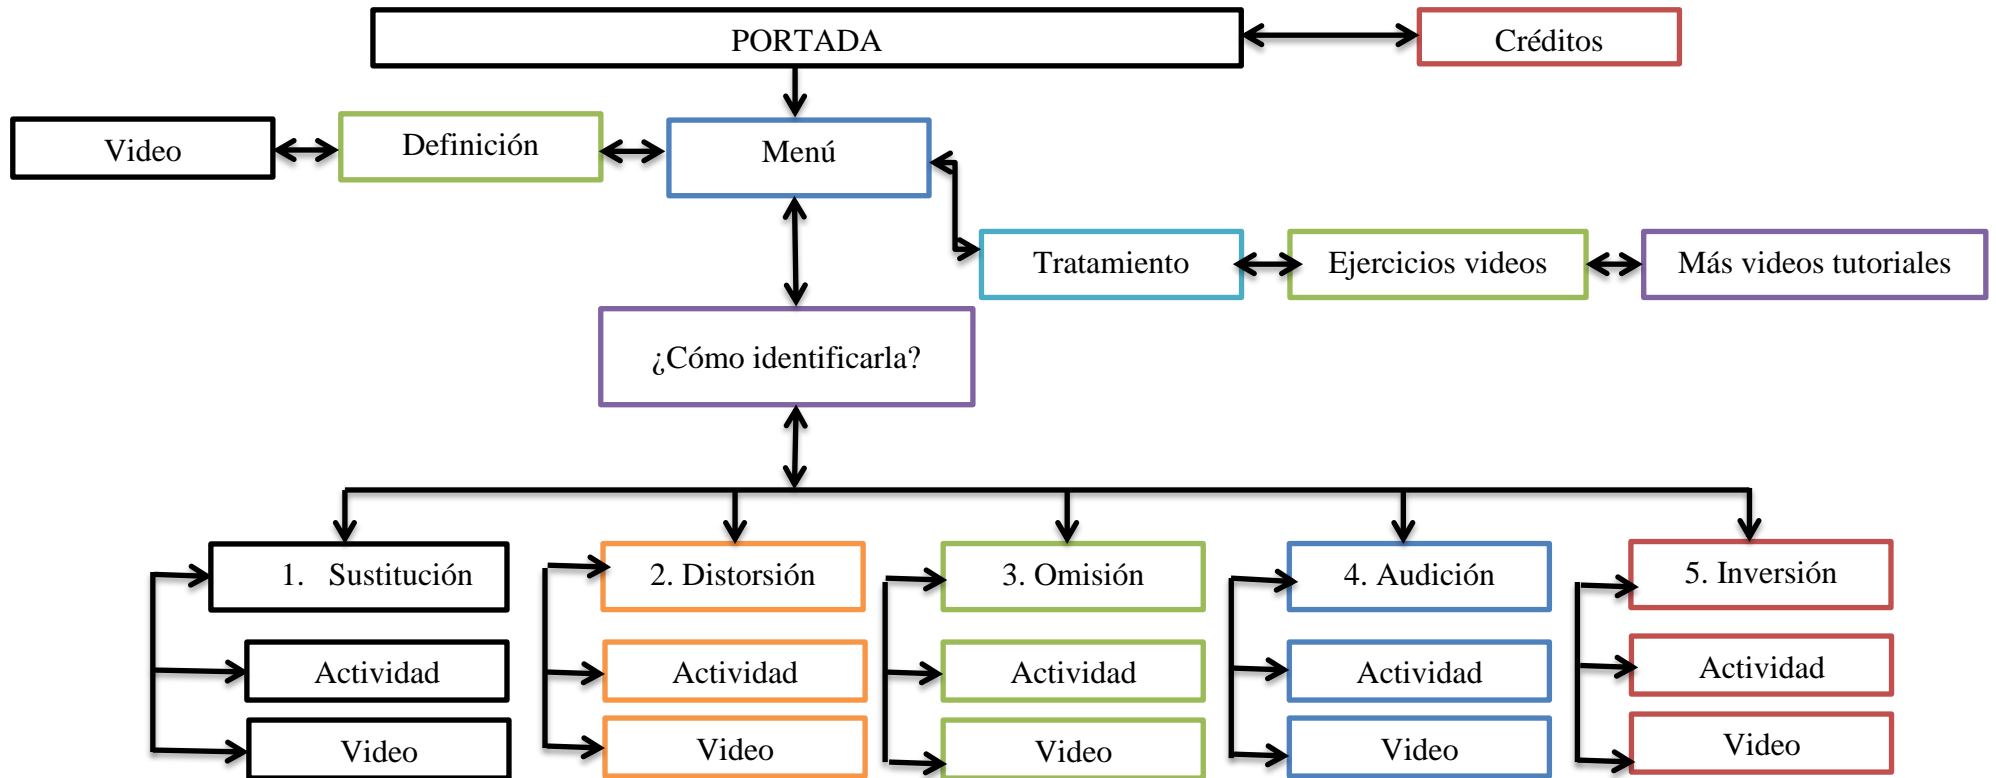 PORTADA
Créditos
Video
Definición
Menú
Tratamiento
Ejercicios videos
Más videos tutoriales
¿Cómo identificarla?
1. Sustitución
2. Distorsión
3. Omisión
4. Audición
5. Inversión
Actividad
Actividad
Actividad
Actividad
Actividad
Video
Video
Video
Video
Video